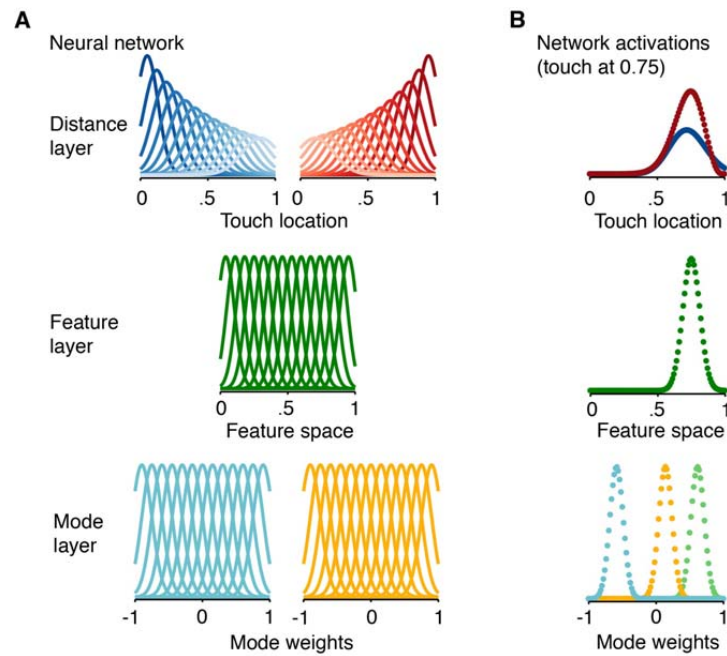 A
Neural network
Distance
layer
0 .5 1 0 .5 1
Touch location
Feature
layer
0 .5 1
Feature space
Mode
layer
-1 0 1 -1 0 1
Mode weights
B
Network activations
(touch at 0.75)
0 .5 1
Touch location
0 .5 1
Feature space
-1 0 1
Mode weights